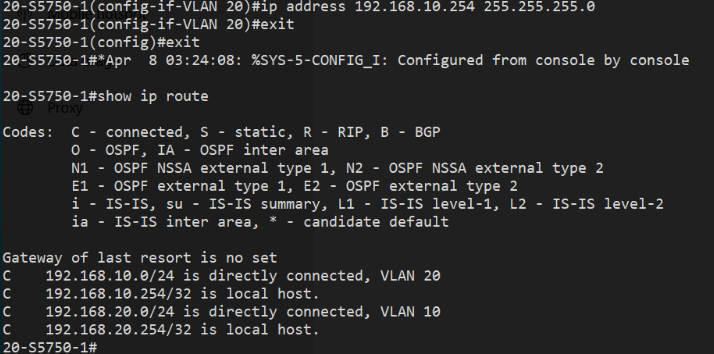 20-S5750-1(config-if-VLAN 20)#ip address 192.168.10.254 255.255.255.0
20-S5750-1(config-if-VLAN 20)#exit
20-S5750-1(config)#exit
20-S5750-1#*Apr  8 03:24:08: %SYS-5-CONFIG_I: Configured from console by console
20-S5750-1#show ip route
Proxy
Codes:  C - connected, S - static, R - RIP, B - BGP
O - OSPF, IA - OSPF inter area
N1 - OSPF NSSA external type 1, N2 - OSPF NSSA external type 2
E1 - OSPF external type 1, E2 - OSPF external type 2
i - IS-IS, su - IS-IS summary, L1 - IS-IS level-1, L2 - IS-IS level-2
ia - IS-IS inter area, * - candidate default
Gateway of last resort is no set
C    192.168.10.0/24 is directly connected, VLAN 20
C    192.168.10.254/32 is local host.
C    192.168.20.0/24 is directly connected, VLAN 10
C    192.168.20.254/32 is local host.
20-S5750-1#